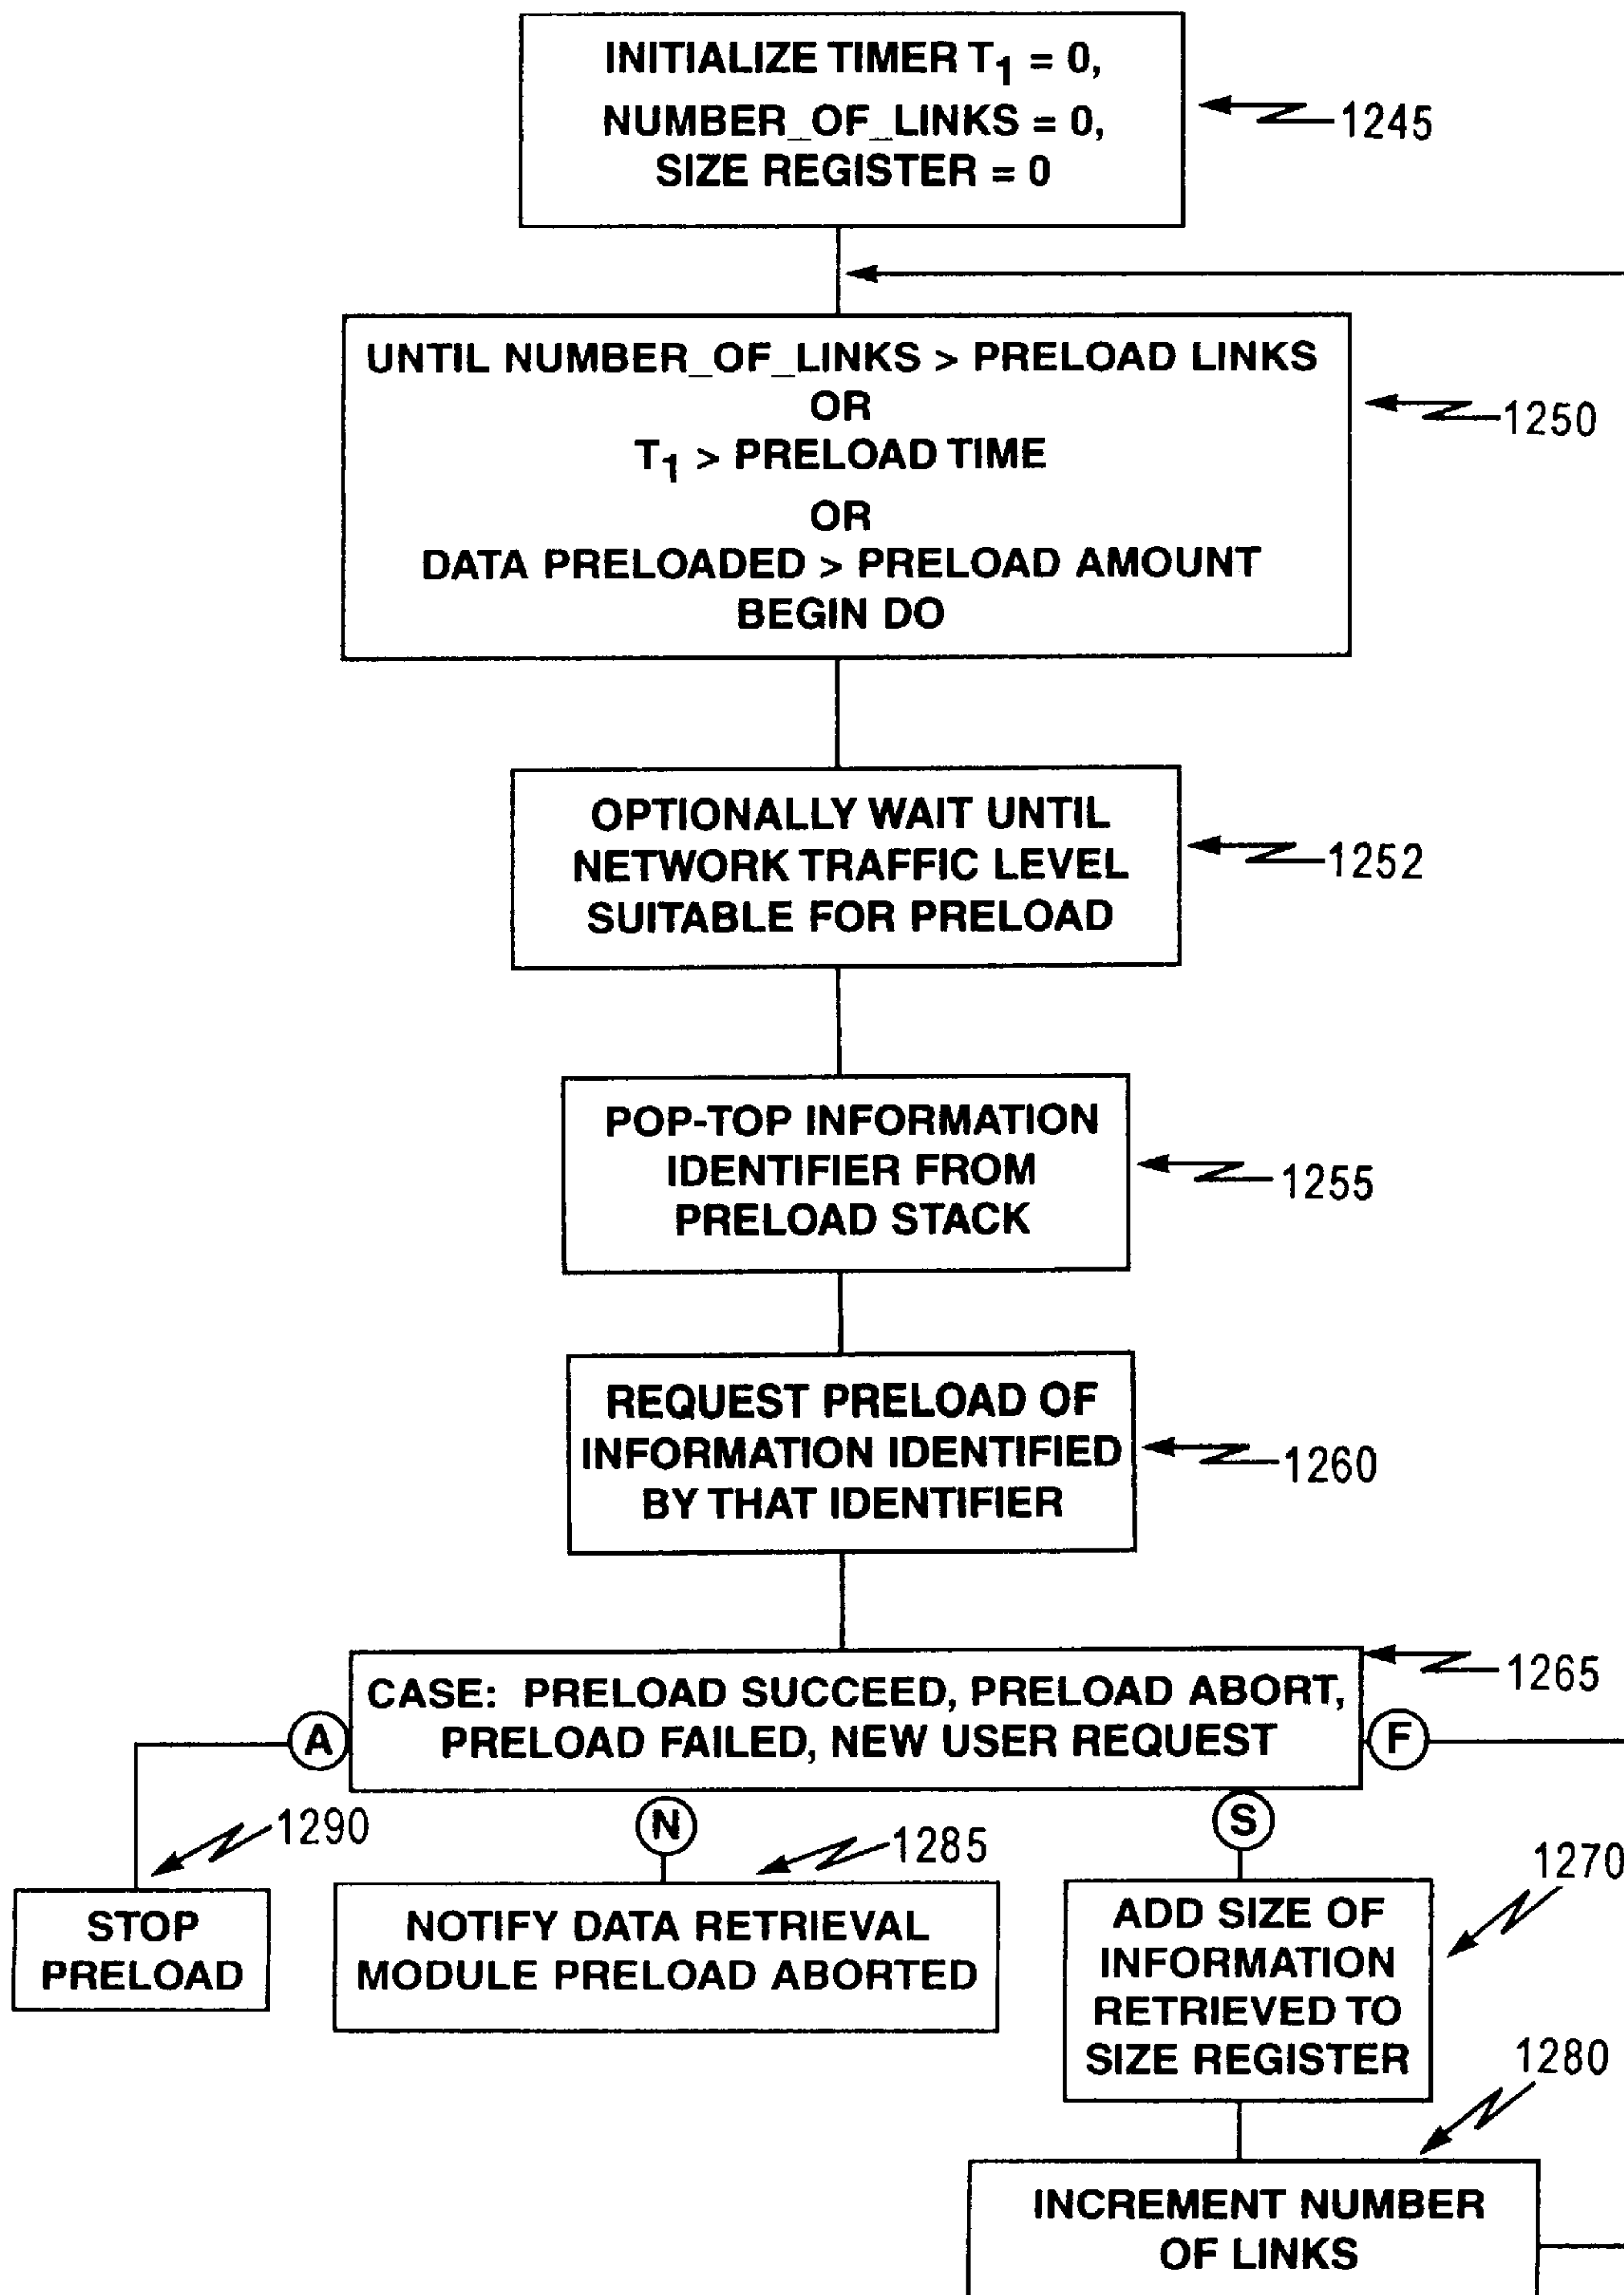 INITIALIZE TIMER T1 = 0,
NUMBER_OF_LINKS = 0,
SIZE REGISTER = 0
1245
UNTIL NUMBER_OF_LINKS > PRELOAD LINKS
OR
T1 > PRELOAD TIME
OR
DATA PRELOADED > PRELOAD AMOUNT
BEGIN DO
1250
OPTIONALLY WAIT UNTIL
NETWORK TRAFFIC LEVEL
SUITABLE FOR PRELOAD
1252
POP-TOP INFORMATION
IDENTIFIER FROM
PRELOAD STACK
1255
REQUEST PRELOAD OF
INFORMATION IDENTIFIED
BY THAT IDENTIFIER
1260
CASE: PRELOAD SUCCEED, PRELOAD ABORT,
PRELOAD FAILED, NEW USER REQUEST
1265
A
F
N
S
1290
STOP
PRELOAD
1285
NOTIFY DATA RETRIEVAL
MODULE PRELOAD ABORTED
1270
ADD SIZE OF
INFORMATION
RETRIEVED TO
SIZE REGISTER
1280
INCREMENT NUMBER
OF LINKS